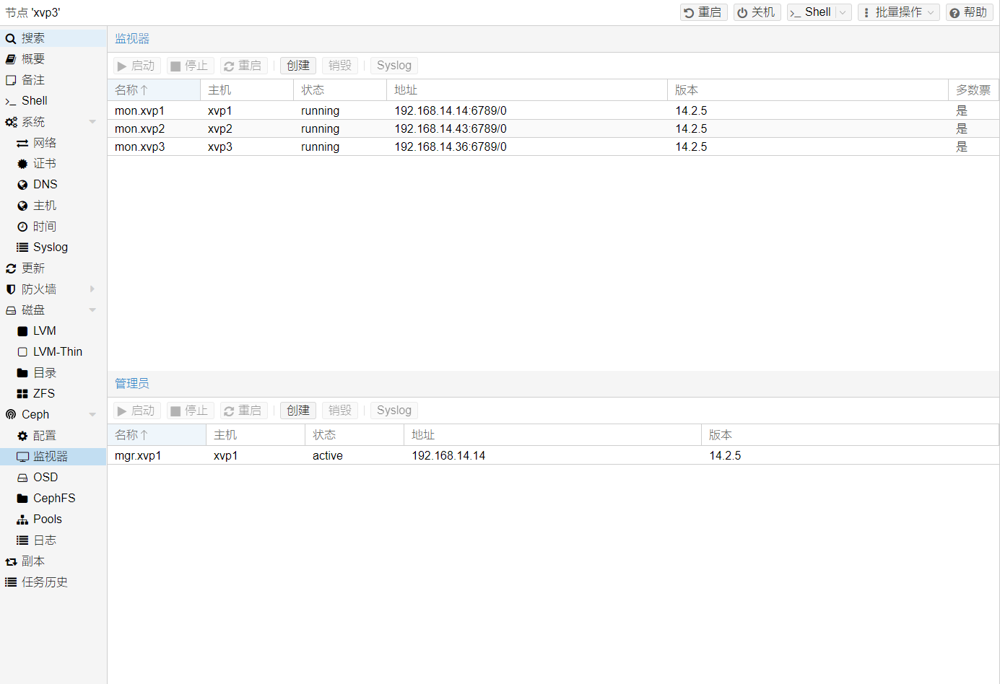 节点 'xvp3'
重启 关机 Shell 批量操作 帮助
搜索
概要
备注
Shell
系统
网络
证书
DNS
主机
时间
Syslog
更新
防火墙
磁盘
LVM
LVM-Thin
目录
ZFS
Ceph
配置
监视器
OSD
CephFS
Pools
日志
副本
任务历史
监视器
启动 停止 重启 创建 销毁 Syslog
名称↑ 主机 状态 地址 版本 多数票
mon.xvp1 xvp1 running 192.168.14.14:6789/0 14.2.5 是
mon.xvp2 xvp2 running 192.168.14.43:6789/0 14.2.5 是
mon.xvp3 xvp3 running 192.168.14.36:6789/0 14.2.5 是
管理员
启动 停止 重启 创建 销毁 Syslog
名称↑ 主机 状态 地址 版本
mgr.xvp1 xvp1 active 192.168.14.14 14.2.5